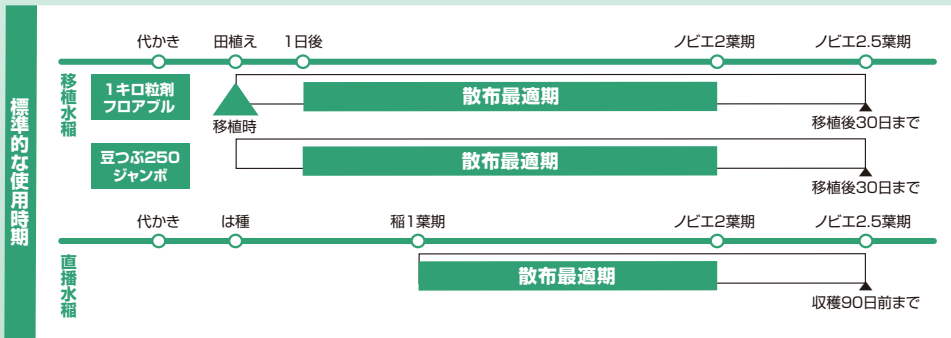 標準的な使用時期
移植水稲
代かき
田植え
1日後
ノビエ2葉期
ノビエ2.5葉期
1キロ粒剤
フロアブル
移植時
散布最適期
移植後30日まで
豆つぶ250
ジャンボ
散布最適期
移植後30日まで
直播水稲
代かき
は種
稲1葉期
ノビエ2葉期
ノビエ2.5葉期
散布最適期
収穫90日前まで